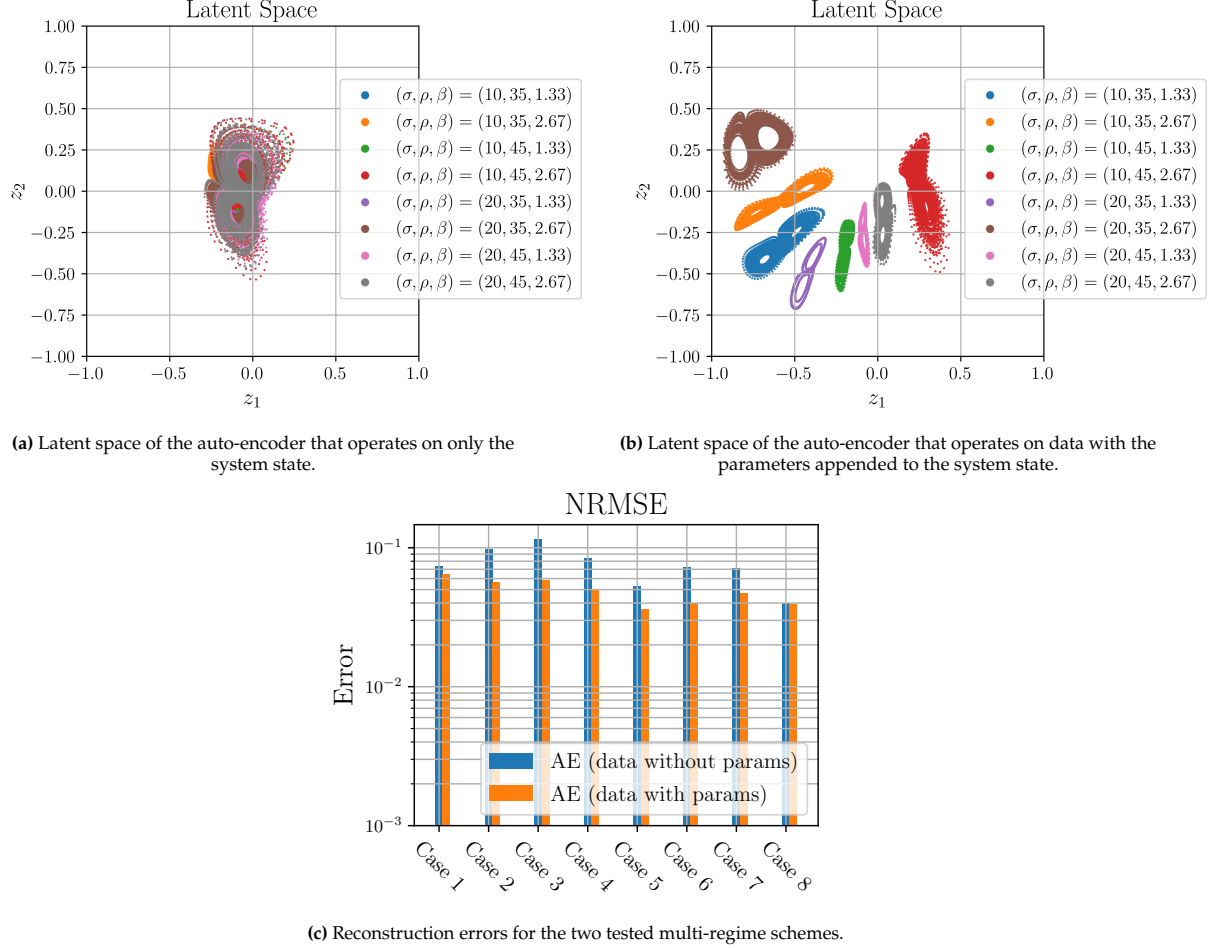 Latent Space
1.00
0.75
0.50
0.25
0.00
−0.25
−0.50
−0.75
−1.00
z₂
−1.0 −0.5 0.0 0.5 1.0
z₁
(σ, ρ, β) = (10, 35, 1.33)
(σ, ρ, β) = (10, 35, 2.67)
(σ, ρ, β) = (10, 45, 1.33)
(σ, ρ, β) = (10, 45, 2.67)
(σ, ρ, β) = (20, 35, 1.33)
(σ, ρ, β) = (20, 35, 2.67)
(σ, ρ, β) = (20, 45, 1.33)
(σ, ρ, β) = (20, 45, 2.67)
(a) Latent space of the auto-encoder that operates on only the
system state.
Latent Space
1.00
0.75
0.50
0.25
0.00
−0.25
−0.50
−0.75
−1.00
z₂
−1.0 −0.5 0.0 0.5 1.0
z₁
(σ, ρ, β) = (10, 35, 1.33)
(σ, ρ, β) = (10, 35, 2.67)
(σ, ρ, β) = (10, 45, 1.33)
(σ, ρ, β) = (10, 45, 2.67)
(σ, ρ, β) = (20, 35, 1.33)
(σ, ρ, β) = (20, 35, 2.67)
(σ, ρ, β) = (20, 45, 1.33)
(σ, ρ, β) = (20, 45, 2.67)
(b) Latent space of the auto-encoder that operates on data with the
parameters appended to the system state.
NRMSE
10⁻¹
10⁻²
10⁻³
Error
AE (data without params)
AE (data with params)
Case 1
Case 2
Case 3
Case 4
Case 5
Case 6
Case 7
Case 8
(c) Reconstruction errors for the two tested multi-regime schemes.